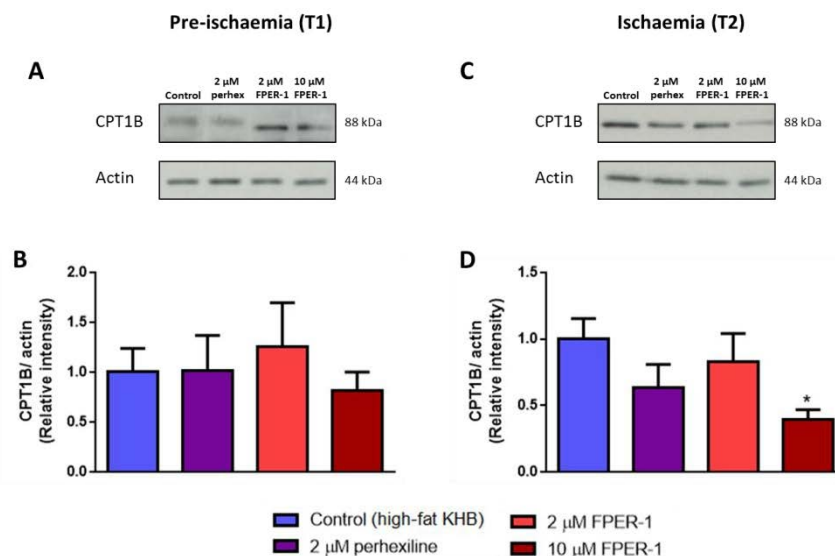 Pre-ischaemia (T1)
Ischaemia (T2)
A
Control
2 µM perhex
2 µM FPER-1
10 µM FPER-1
CPT1B
88 kDa
Actin
44 kDa
C
Control
2 µM perhex
2 µM FPER-1
10 µM FPER-1
CPT1B
88 kDa
Actin
44 kDa
B
CPT1B/ actin
(Relative intensity)
2.0
1.5
1.0
0.5
0.0
D
CPT1B/ actin
(Relative intensity)
1.5
1.0
0.5
0.0
*
Control (high-fat KHB)
2 µM perhexiline
2 µM FPER-1
10 µM FPER-1